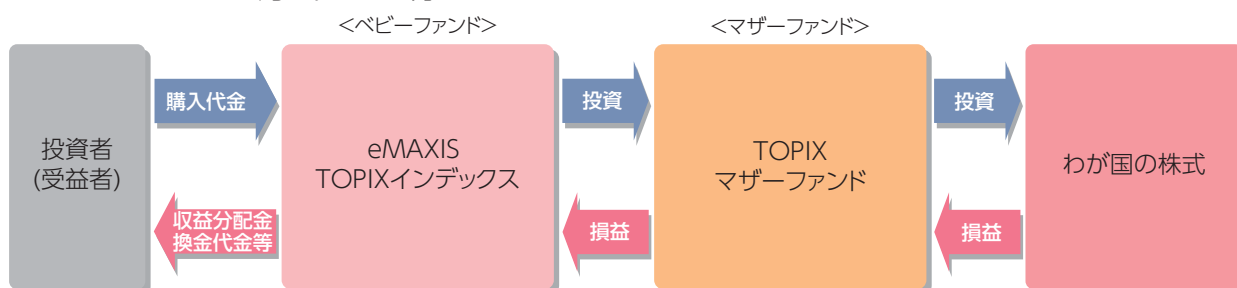 <ベビーファンド>
<マザーファンド>
購入代金
投資
投資
投資者
(受益者)
eMAXIS
TOPIXインデックス
TOPIX
マザーファンド
わが国の株式
収益分配金
換金代金等
損益
損益